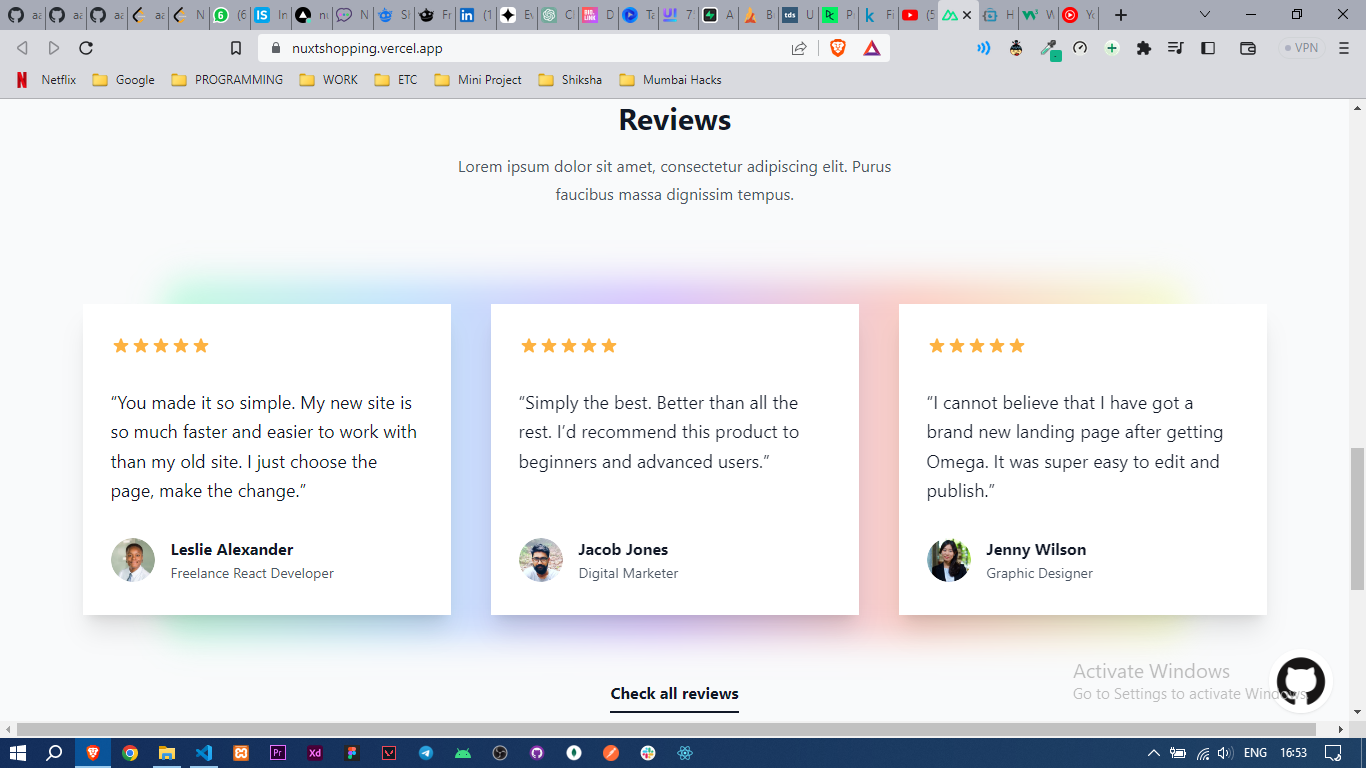 nuxtshopping.vercel.app
VPN
Netflix
Google
PROGRAMMING
WORK
ETC
Mini Project
Shiksha
Mumbai Hacks
Reviews
Lorem ipsum dolor sit amet, consectetur adipiscing elit. Purus
faucibus massa dignissim tempus.
“You made it so simple. My new site is
so much faster and easier to work with
than my old site. I just choose the
page, make the change.”
Leslie Alexander
Freelance React Developer
“Simply the best. Better than all the
rest. I’d recommend this product to
beginners and advanced users.”
Jacob Jones
Digital Marketer
“I cannot believe that I have got a
brand new landing page after getting
Omega. It was super easy to edit and
publish.”
Jenny Wilson
Graphic Designer
Check all reviews
Activate Windows
Go to Settings to activate Windows.
ENG
16:53